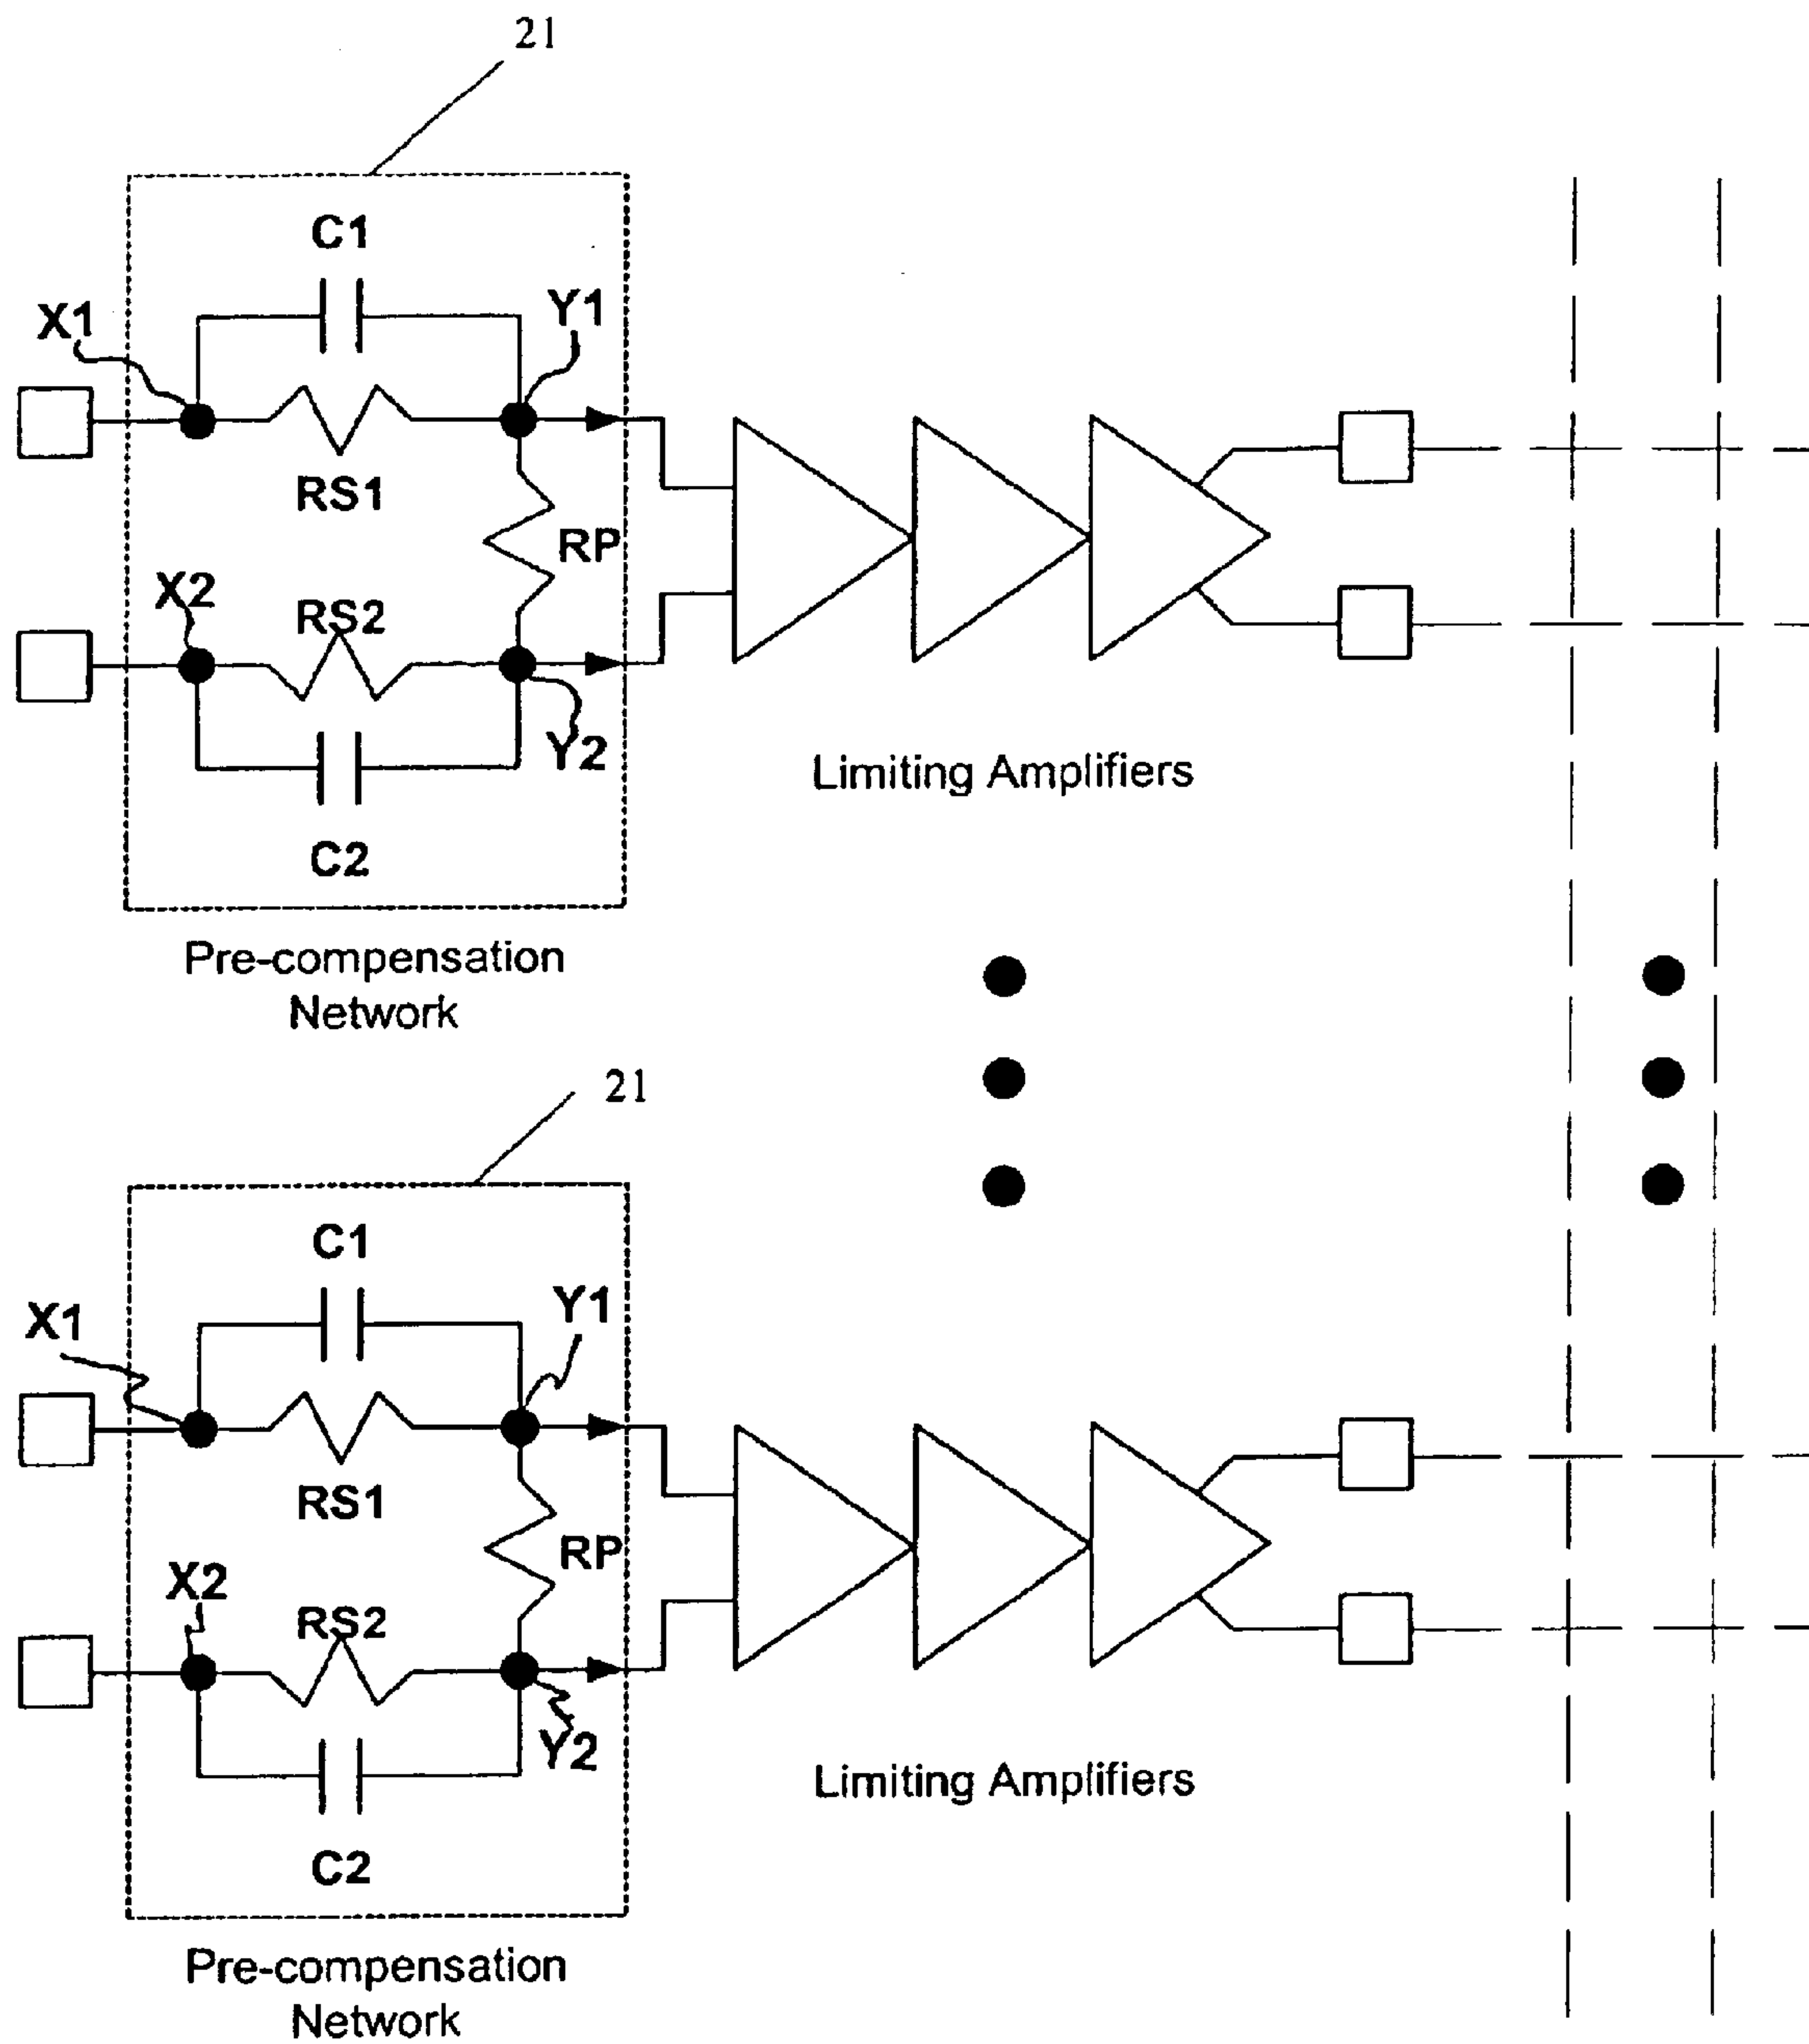 21
C1
X1
Y1
RS1
RP
X2
RS2
Y2
Limiting Amplifiers
C2
Pre-compensation
Network
21
C1
X1
Y1
RS1
RP
X2
RS2
Y2
Limiting Amplifiers
C2
Pre-compensation
Network